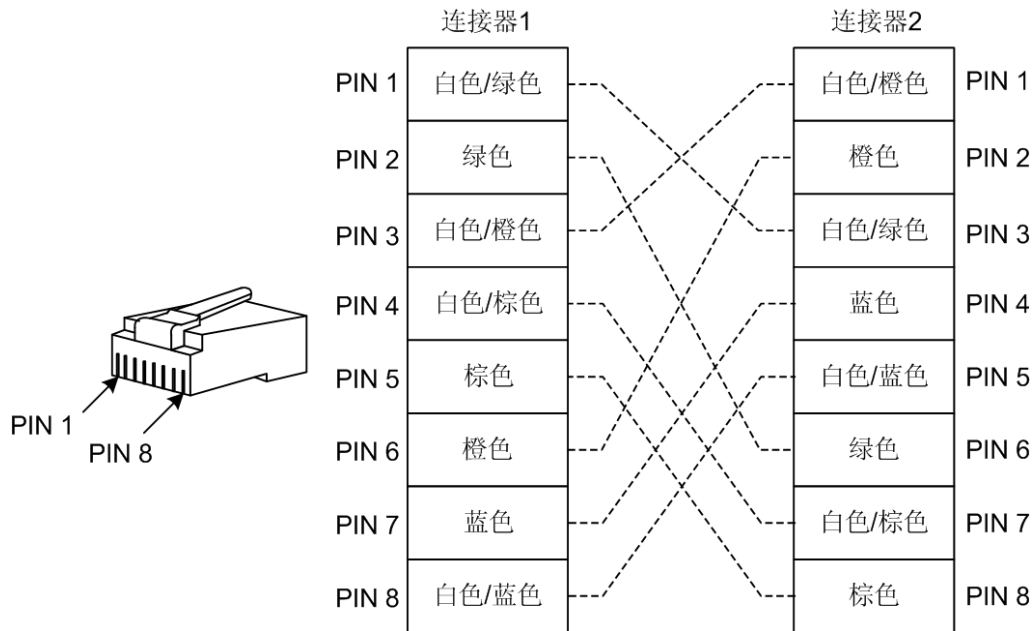 连接器1 连接器2
PIN 1 白色/绿色 白色/橙色 PIN 1
PIN 2 绿色 橙色 PIN 2
PIN 3 白色/橙色 白色/绿色 PIN 3
PIN 4 白色/棕色 蓝色 PIN 4
PIN 5 棕色 白色/蓝色 PIN 5
PIN 6 橙色 绿色 PIN 6
PIN 7 蓝色 白色/棕色 PIN 7
PIN 8 白色/蓝色 棕色 PIN 8
PIN 1
PIN 8